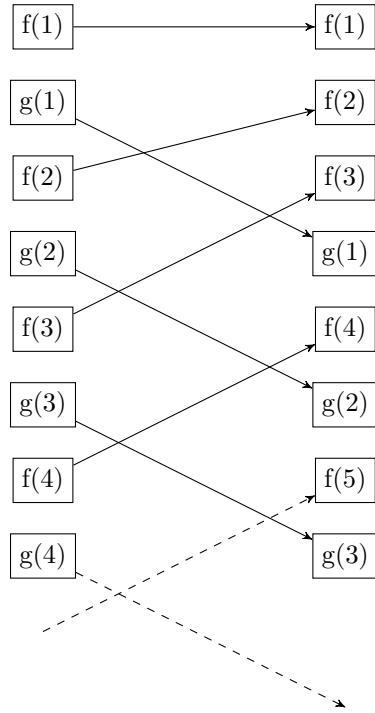 f(1) f(1)
g(1) f(2)
f(2) f(3)
g(2) g(1)
f(3) f(4)
g(3) g(2)
f(4) f(5)
g(4) g(3)